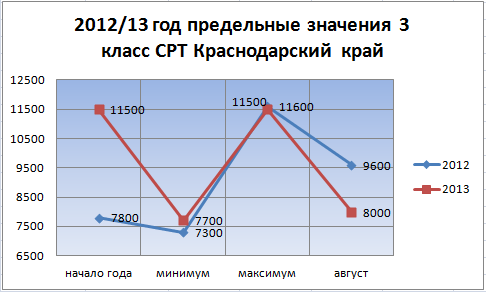 2012/13 год предельные значения 3
класс СРТ Краснодарский край
12500
11500
10500
9500
8500
7500
6500
11500
7800
7700
7300
11500
11600
9600
8000
начало года
минимум
максимум
август
2012
2013